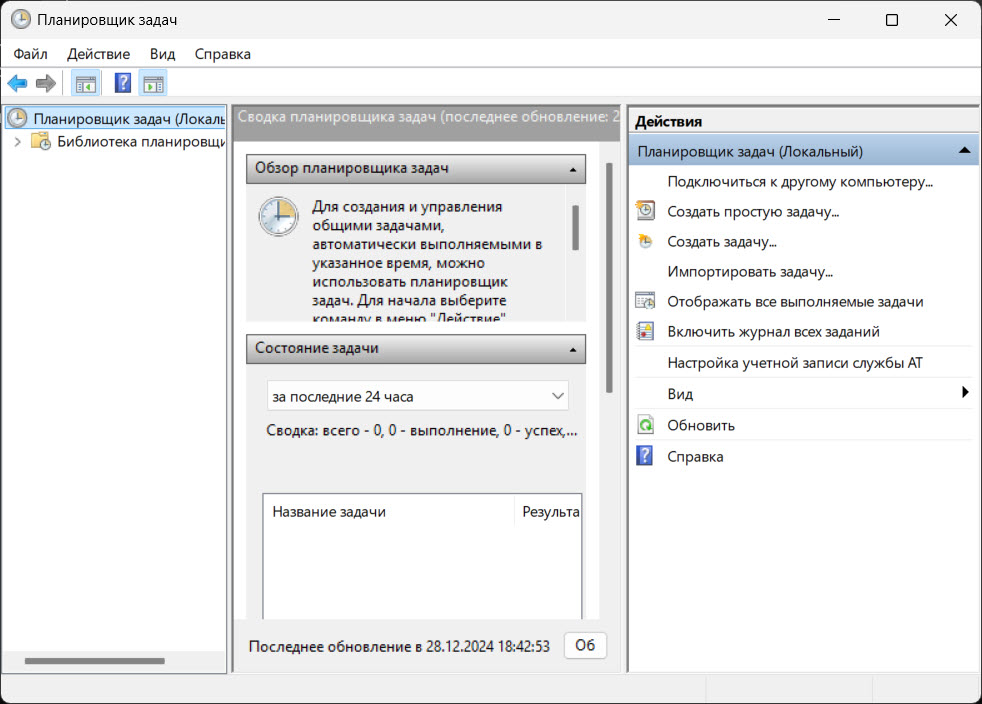 Планировщик задач
Файл Действие Вид Справка
Планировщик задач (Локаль
Библиотека планировщи
Сводка планировщика задач (последнее обновление: 2
Обзор планировщика задач
Для создания и управления
общими задачами,
автоматически выполняемыми в
указанное время, можно
использовать планировщик
задач. Для начала выберите
команду в меню "Действие"
Состояние задачи
за последние 24 часа
Сводка: всего - 0, 0 - выполнение, 0 - успех,...
Название задачи Результа
Последнее обновление в 28.12.2024 18:42:53 Об
Действия
Планировщик задач (Локальный)
Подключиться к другому компьютеру...
Создать простую задачу...
Создать задачу...
Импортировать задачу...
Отображать все выполняемые задачи
Включить журнал всех заданий
Настройка учетной записи службы AT
Вид
Обновить
Справка